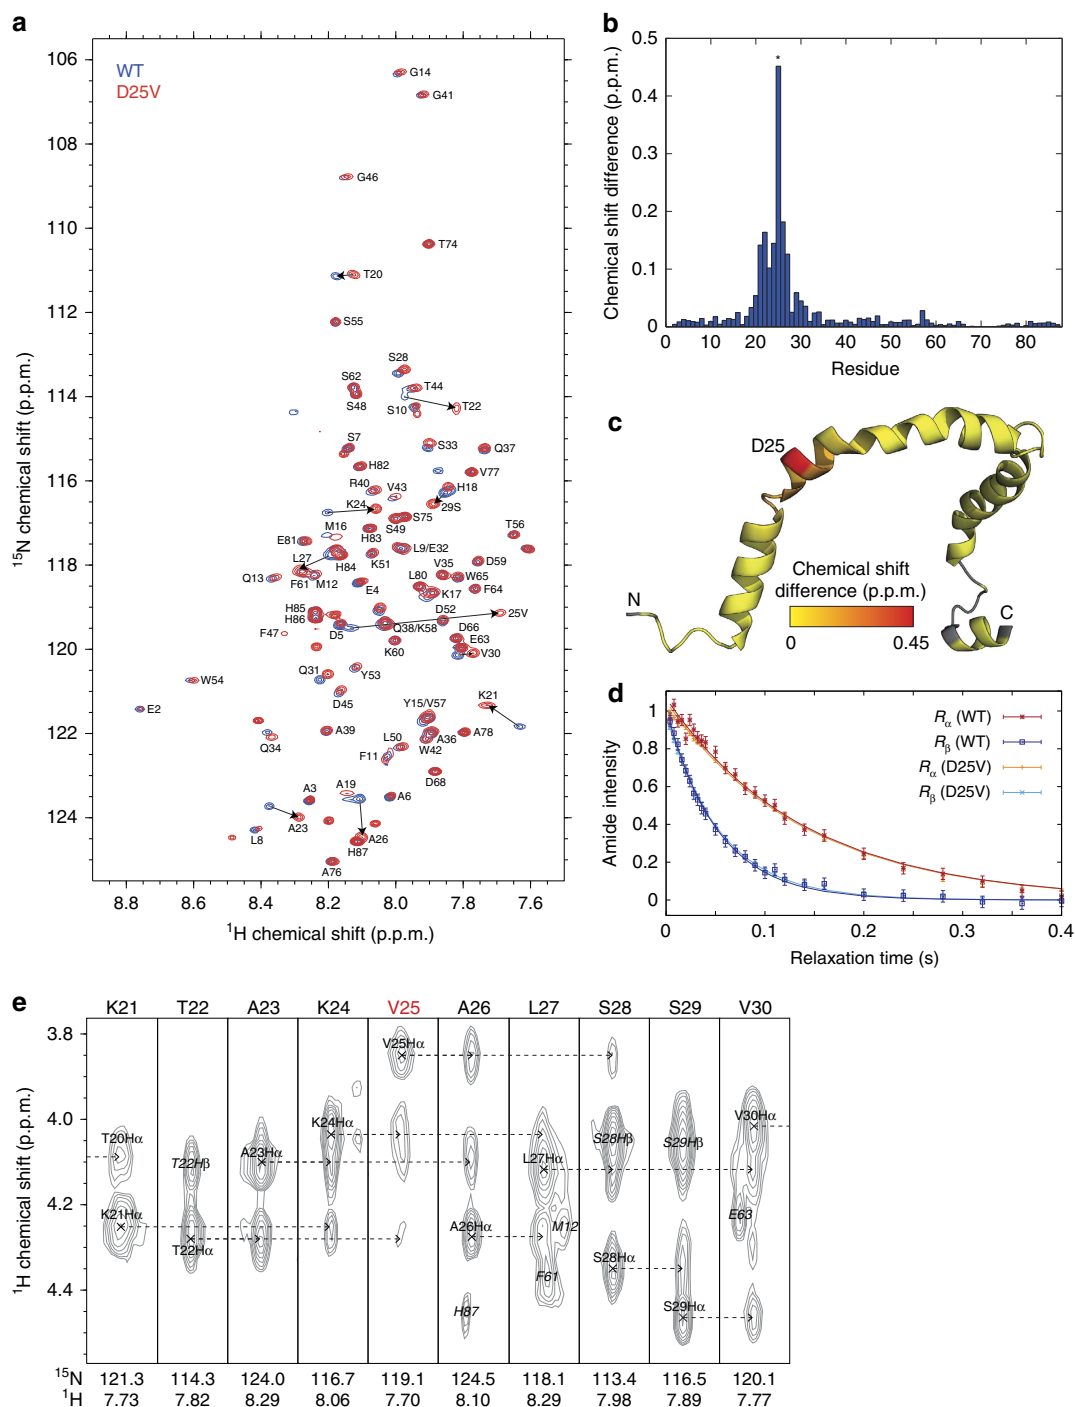 a
WT
D25V
106
108
110
112
114
116
118
120
122
124
8.8
8.6
8.4
8.2
8.0
7.8
7.6
15N chemical shift (p.p.m.)
1H chemical shift (p.p.m.)
G14
G41
G46
T74
T20
S55
S28
S62
T44
S48
S10
T22
S7
S33
Q37
H82
V77
R40
V43
H18
K24
29S
S49
S75
M16
H83
T56
E81
L27
L9/E32
K51
D59
H84
V35
W65
Q13
F61
M12
L80
E4
K17
F64
H85
H86
D52
25V
F47
D5
Q38/K58
D66
K60
E63
V30
Q31
Y53
W54
D45
K21
E2
Y15/V57
A39
A36
A78
Q34
L50
W42
F11
D68
A19
A3
A6
A23
L8
A26
H87
A76
b
Chemical shift difference (p.p.m.)
0.5
0.4
0.3
0.2
0.1
0
*
0
10
20
30
40
50
60
70
80
Residue
c
D25
N
C
Chemical shift
difference (p.p.m.)
0
0.45
d
Amide intensity
1
0.8
0.6
0.4
0.2
0
Rα (WT)
Rβ (WT)
Rα (D25V)
Rβ (D25V)
0
0.1
0.2
0.3
0.4
Relaxation time (s)
e
K21 T22 A23 K24 V25 A26 L27 S28 S29 V30
1H chemical shift (p.p.m.)
3.8
4.0
4.2
4.4
V25Hα
K24Hα
V30Hα
T20Hα
T22Hβ
A23Hα
L27Hα
S28Hβ
S29Hβ
K21Hα
T22Hα
A26Hα
M12
E63
F61
S28Hα
H87
S29Hα
15N 121.3 114.3 124.0 116.7 119.1 124.5 118.1 113.4 116.5 120.1
1H 7.73 7.82 8.29 8.06 7.70 8.10 8.29 7.98 7.89 7.77